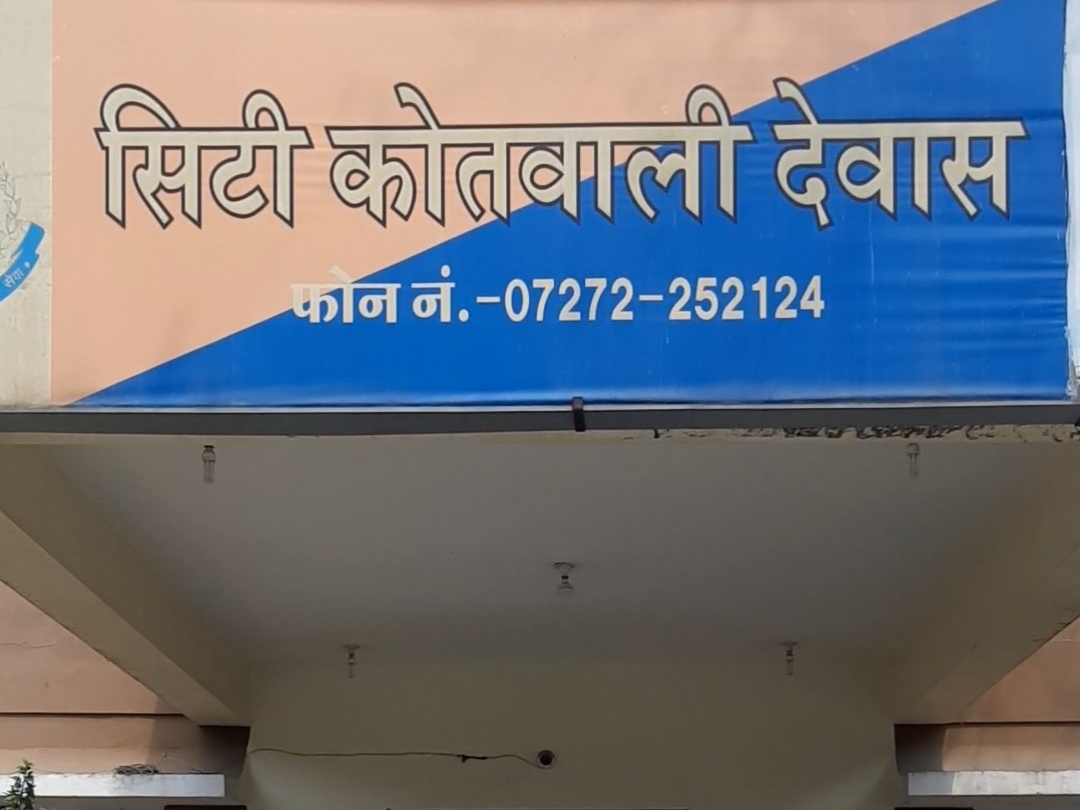 सिटी कोतवाली देवास
फोन नं.-07272-252124
सेवा